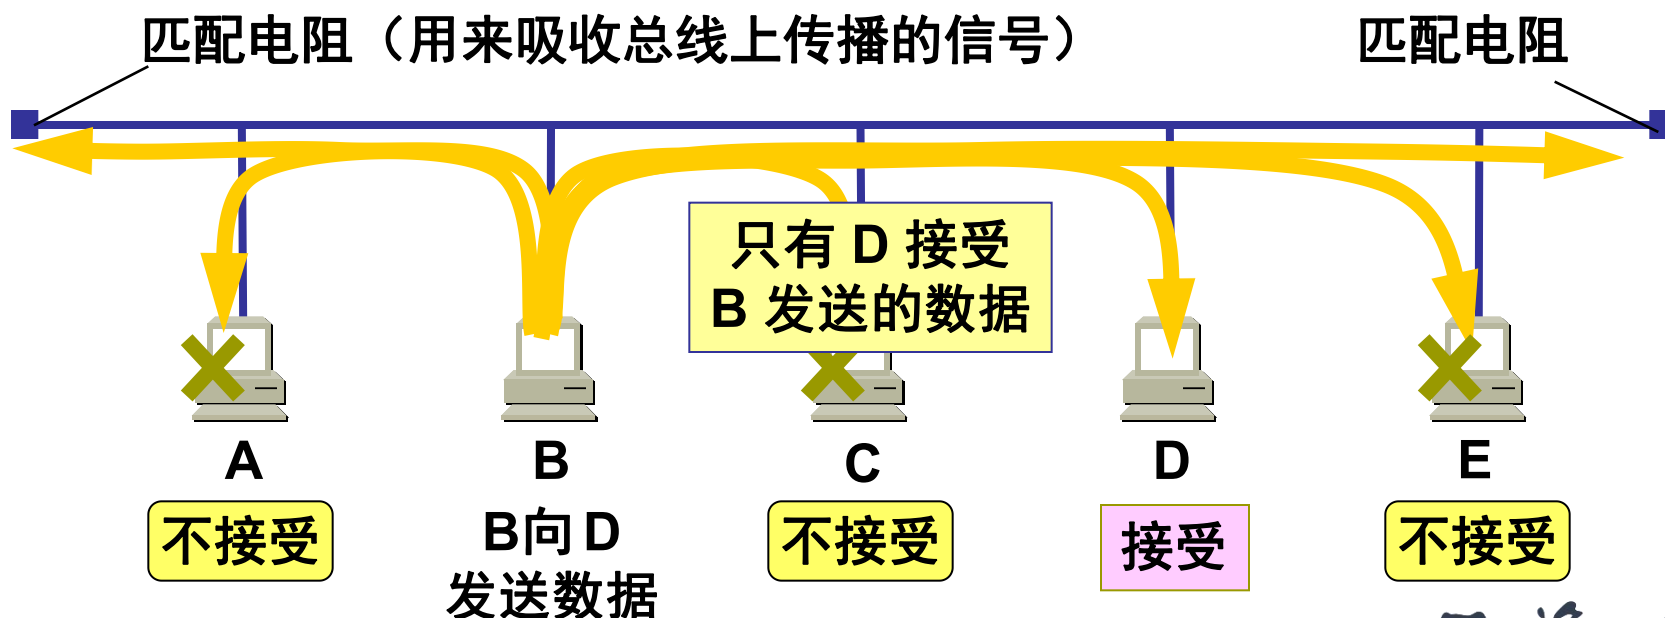 匹配电阻（用来吸收总线上传播的信号）
匹配电阻
只有 D 接受
B 发送的数据
A
B
C
D
E
不接受
B向 D
发送数据
不接受
接受
不接受